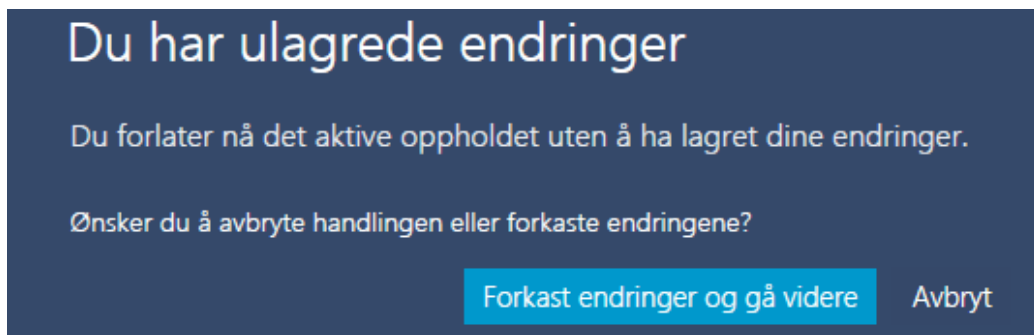 Du har ulagrede endringer
Du forlater nå det aktive oppholdet uten å ha lagret dine endringer.
Ønsker du å avbryte handlingen eller forkaste endringene?
Forkast endringer og gå videre Avbryt